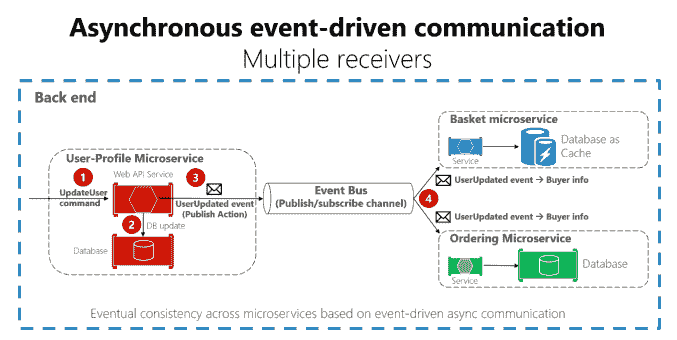 Asynchronous event-driven communication
Multiple receivers
Back end
User-Profile Microservice
Web API Service
1
UpdateUser
command
3
UserUpdated event
(Publish Action)
2
DB update
Database
Event Bus
(Publish/subscribe channel)
4
Basket microservice
Service
Database as
Cache
UserUpdated event → Buyer info
UserUpdated event → Buyer info
Ordering Microservice
Service
Database
Eventual consistency across microservices based on event-driven async communication